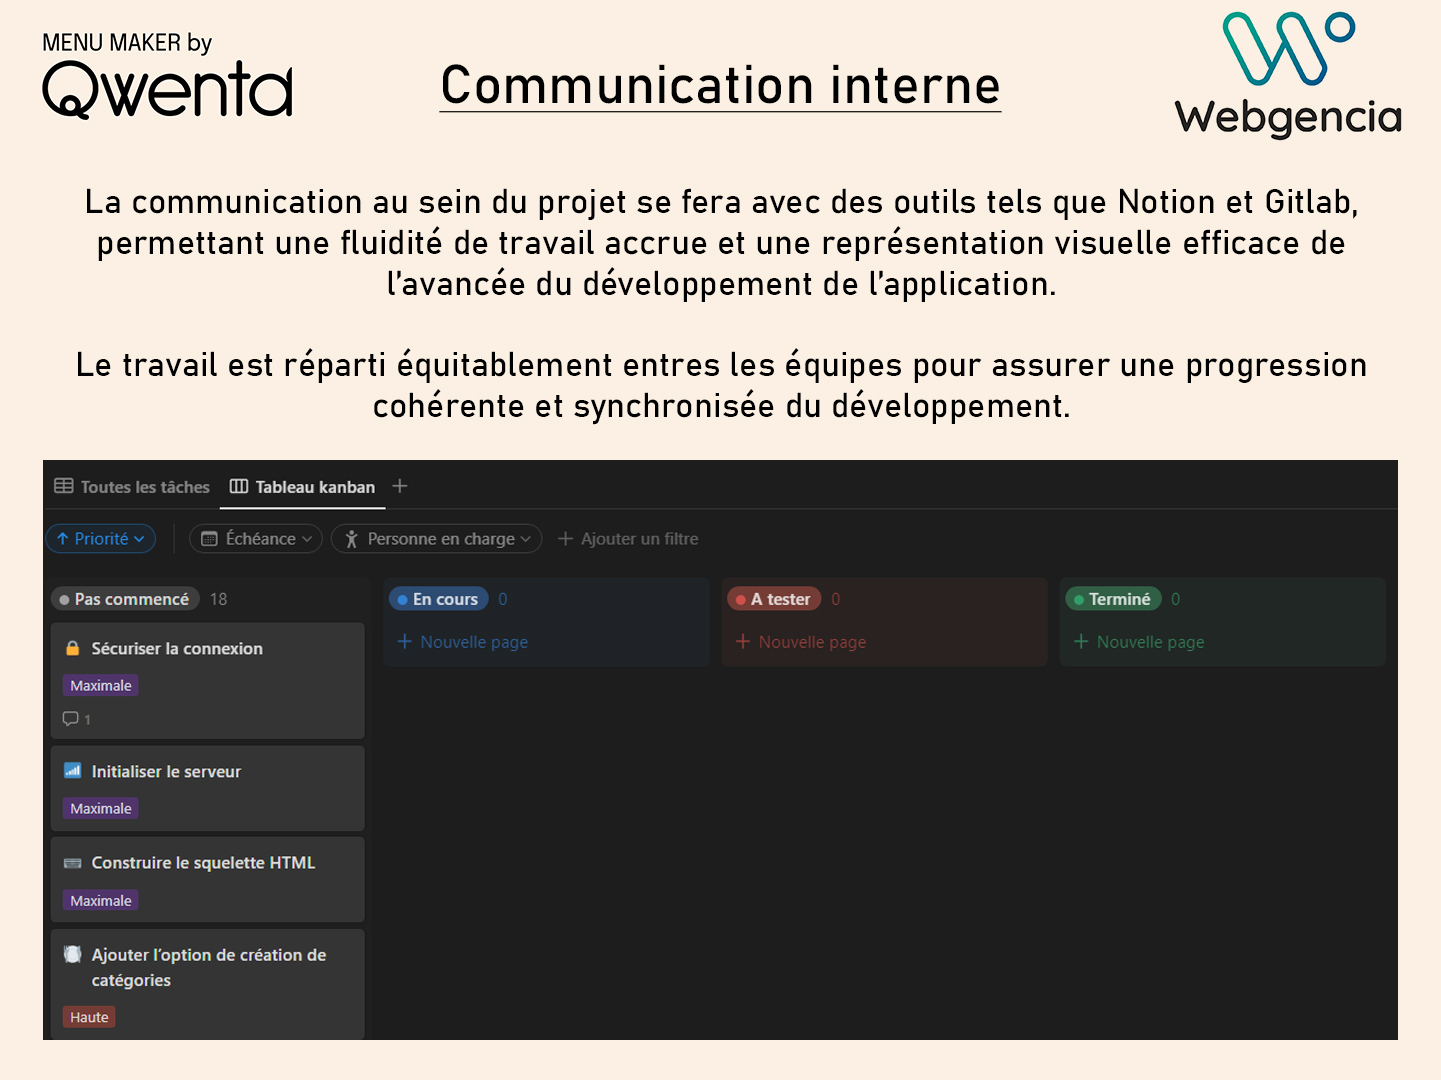 MENU MAKER by
Qwenta
Communication interne
Webgencia
La communication au sein du projet se fera avec des outils tels que Notion et Gitlab,
permettant une fluidité de travail accrue et une représentation visuelle efficace de
l’avancée du développement de l’application.
Le travail est réparti équitablement entres les équipes pour assurer une progression
cohérente et synchronisée du développement.
Toutes les tâches Tableau kanban +
↑ Priorité Échéance Personne en charge + Ajouter un filtre
Pas commencé 18 En cours 0 A tester 0 Terminé 0
+ Nouvelle page + Nouvelle page + Nouvelle page
Sécuriser la connexion
Maximale
1
Initialiser le serveur
Maximale
Construire le squelette HTML
Maximale
Ajouter l’option de création de
catégories
Haute